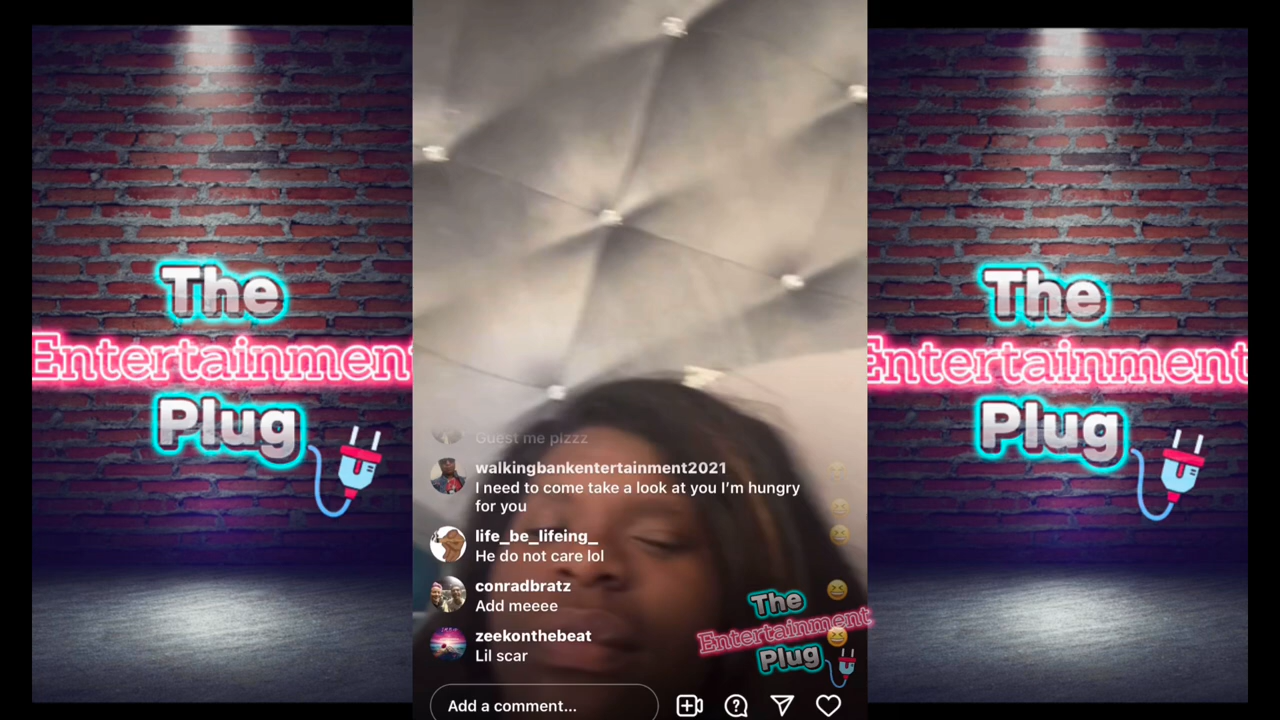 The
Entertainment
Plug
Guest me plzzz
walkingbankentertainment2021
I need to come take a look at you I'm hungry
for you
life_be_lifeing_
He do not care lol
conradbratz
Add meeee
zeekonthebeat
Lil scar
Add a comment...
The
Entertainment
Plug
The
Entertainment
Plug